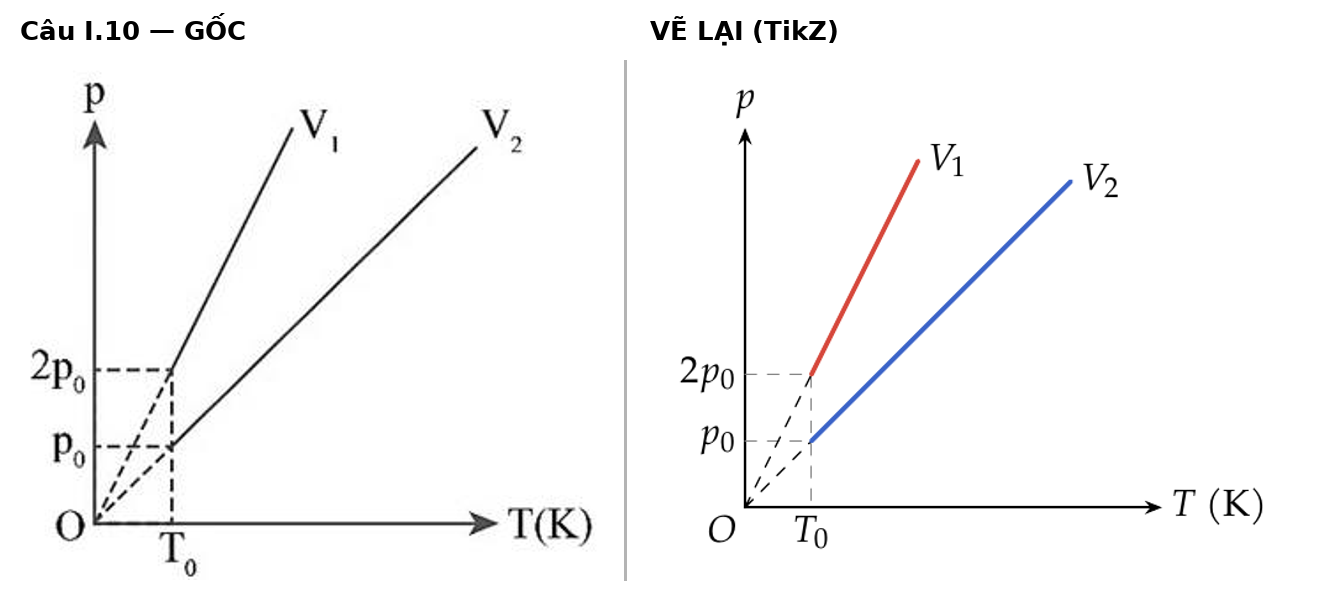 Câu I.10 — GỐC
p
V₁
V₂
2p₀
p₀
O
T₀
T(K)
VẼ LẠI (TikZ)
p
V₁
V₂
2p₀
p₀
O
T₀
T (K)